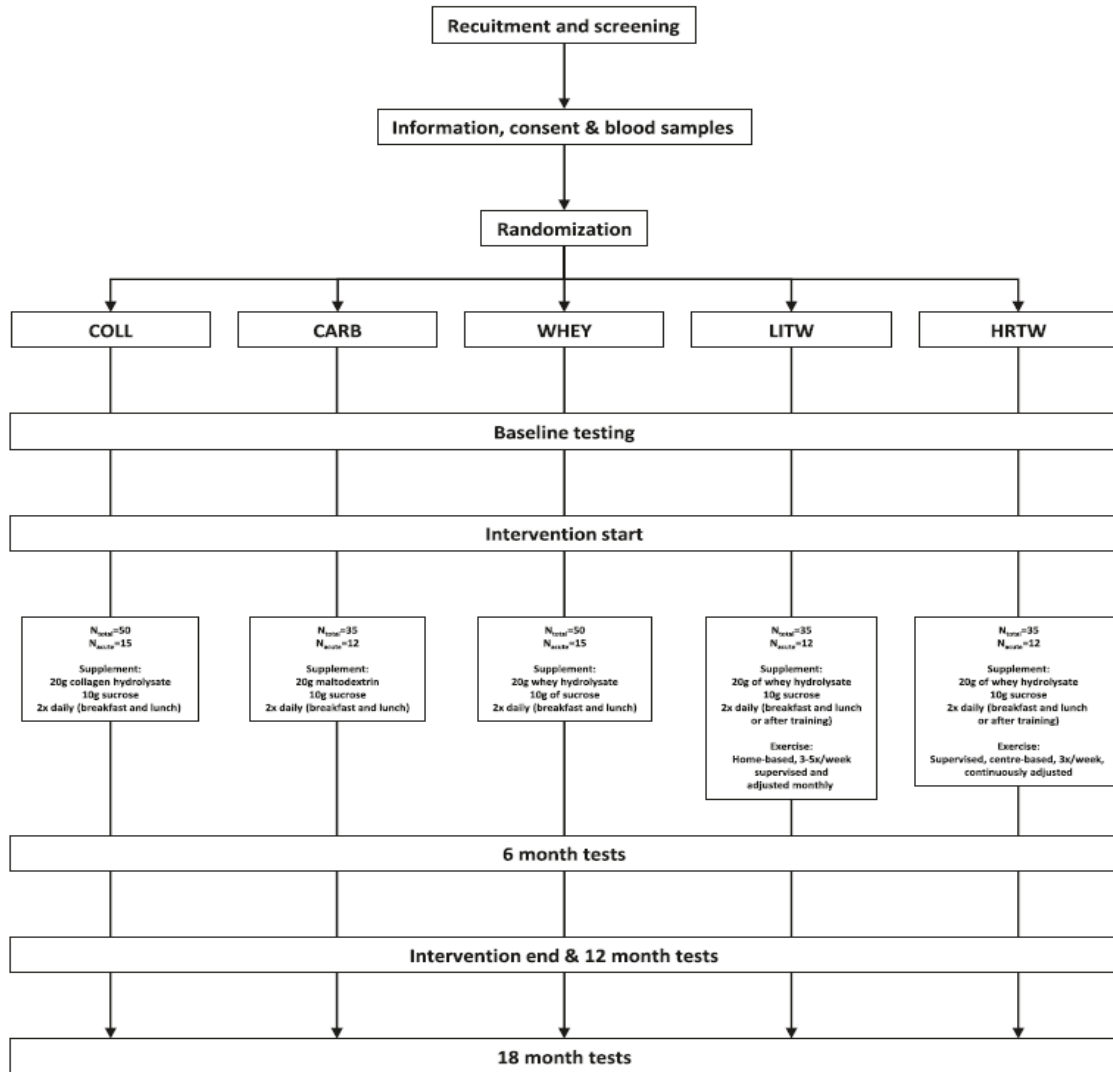 Recuitment and screening
Information, consent & blood samples
Randomization
COLL
CARB
WHEY
LITW
HRTW
Baseline testing
Intervention start
Ntotal=50
Nacute=15
Supplement:
20g collagen hydrolysate
10g sucrose
2x daily (breakfast and lunch)
Ntotal=35
Nacute=12
Supplement:
20g maltodextrin
10g sucrose
2x daily (breakfast and lunch)
Ntotal=50
Nacute=15
Supplement:
20g whey hydrolysate
10g of sucrose
2x daily (breakfast and lunch)
Ntotal=35
Nacute=12
Supplement:
20g of whey hydrolysate
10g sucrose
2x daily (breakfast and lunch
or after training)
Exercise:
Home-based, 3-5x/week
supervised and
adjusted monthly
Ntotal=35
Nacute=12
Supplement:
20g of whey hydrolysate
10g sucrose
2x daily (breakfast and lunch
or after training)
Exercise:
Supervised, centre-based, 3x/week,
continuously adjusted
6 month tests
Intervention end & 12 month tests
18 month tests